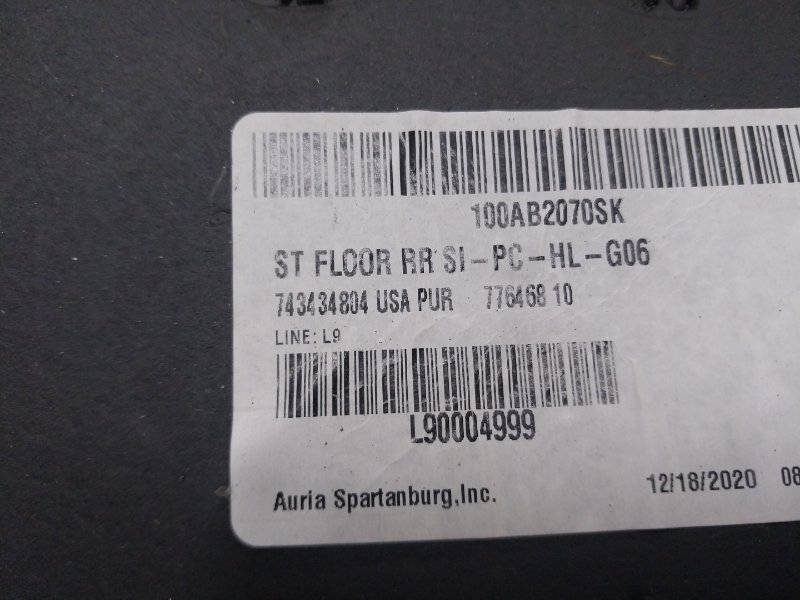 100AB2070SK
ST FLOOR RR SI-PC-HL-G06
743434804 USA PUR 776468 10
LINE: L9
L90004999
Auria Spartanburg,Inc.
12/18/2020 08